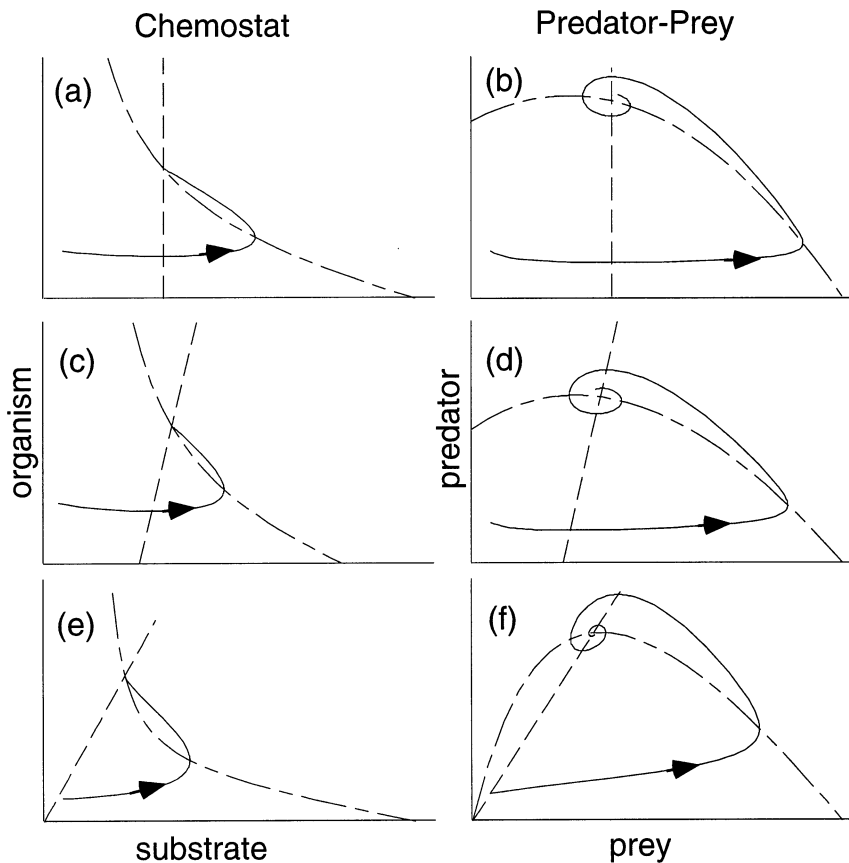 Chemostat
Predator-Prey
(a)
(b)
(c)
(d)
organism
predator
(e)
(f)
substrate
prey